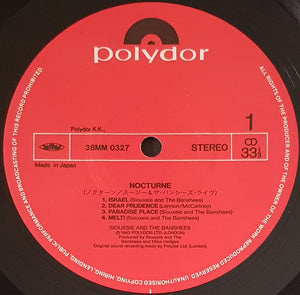 polydor
Polydor K.K.,
38MM 0327
STEREO
1
33⅓
Made in Japan
NOCTURNE
(ノクターン/スージー&ザ・バンシーズ・ライヴ)
1. ISRAEL (Siouxsie and The Banshees)
2. DEAR PRUDENCE (Lennon/McCartney)
3. PARADISE PLACE (Siouxsie and The Banshees)
4. MELT! (Siouxsie and The Banshees)
SIOUXSIE AND THE BANSHEES
℗ 1983 POLYDOR LTD. (LONDON)
Produced by Siouxsie and The
Banshees and Mike Hedges
Original sound recording made by Polydor Ltd. (London)
ALL RIGHTS OF THE MANUFACTURER AND OF THE OWNER OF THE RECORDED WORK RESERVED. UNAUTHORISED COPYING, HIRING, LENDING, PUBLIC PERFORMANCE AND BROADCASTING OF THIS RECORD PROHIBITED